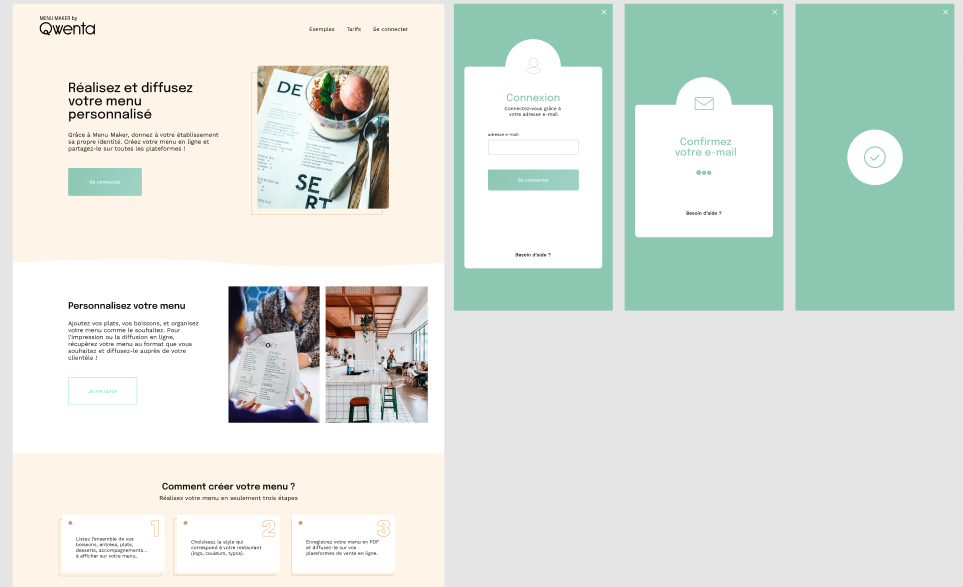 MENU MAKER by
Qwenta
Exemples Tarifs Se connecter
Réalisez et diffusez
votre menu
personnalisé
Grâce à Menu Maker, donnez à votre établissement
sa propre identité. Créez votre menu en ligne et
partagez-le sur toutes les plateformes !
Se connecter
DE
SE
RT
Personnalisez votre menu
Ajoutez vos plats, vos boissons, et organisez
votre menu comme le souhaitez. Pour
l'impression ou la diffusion en ligne,
récupérez votre menu au format que vous
souhaitez et diffusez-le auprès de votre
clientèle !
Je me lance
Comment créer votre menu ?
Réalisez votre menu en seulement trois étapes
1
Listez l'ensemble de vos
boissons, entrées, plats,
desserts, accompagnements...
à afficher sur votre menu.
2
Choisissez le style qui
correspond à votre restaurant
(logo, couleurs, typos).
3
Enregistrez votre menu en PDF
et diffusez-le sur vos
plateformes de vente en ligne.
Connexion
Connectez-vous grâce à
votre adresse e-mail
adresse e-mail
Se connecter
Besoin d'aide ?
Confirmez
votre e-mail
Besoin d'aide ?